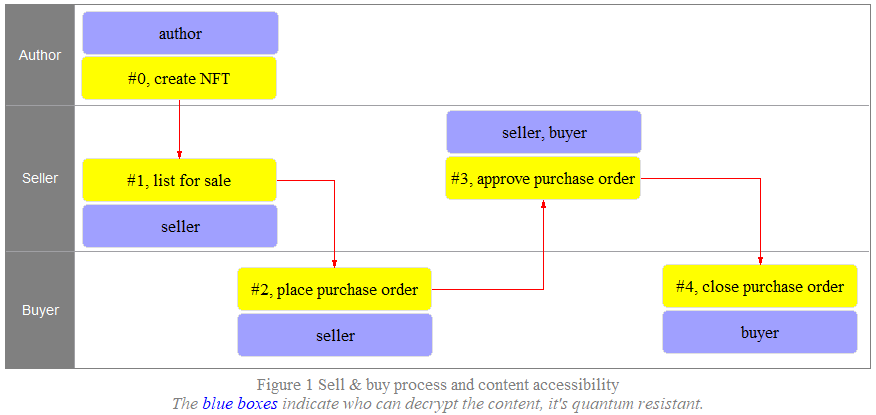 Author
author
#0, create NFT
Seller
seller, buyer
#3, approve purchase order
#1, list for sale
seller
Buyer
#2, place purchase order
seller
#4, close purchase order
buyer
Figure 1 Sell & buy process and content accessibility
The blue boxes indicate who can decrypt the content, it's quantum resistant.